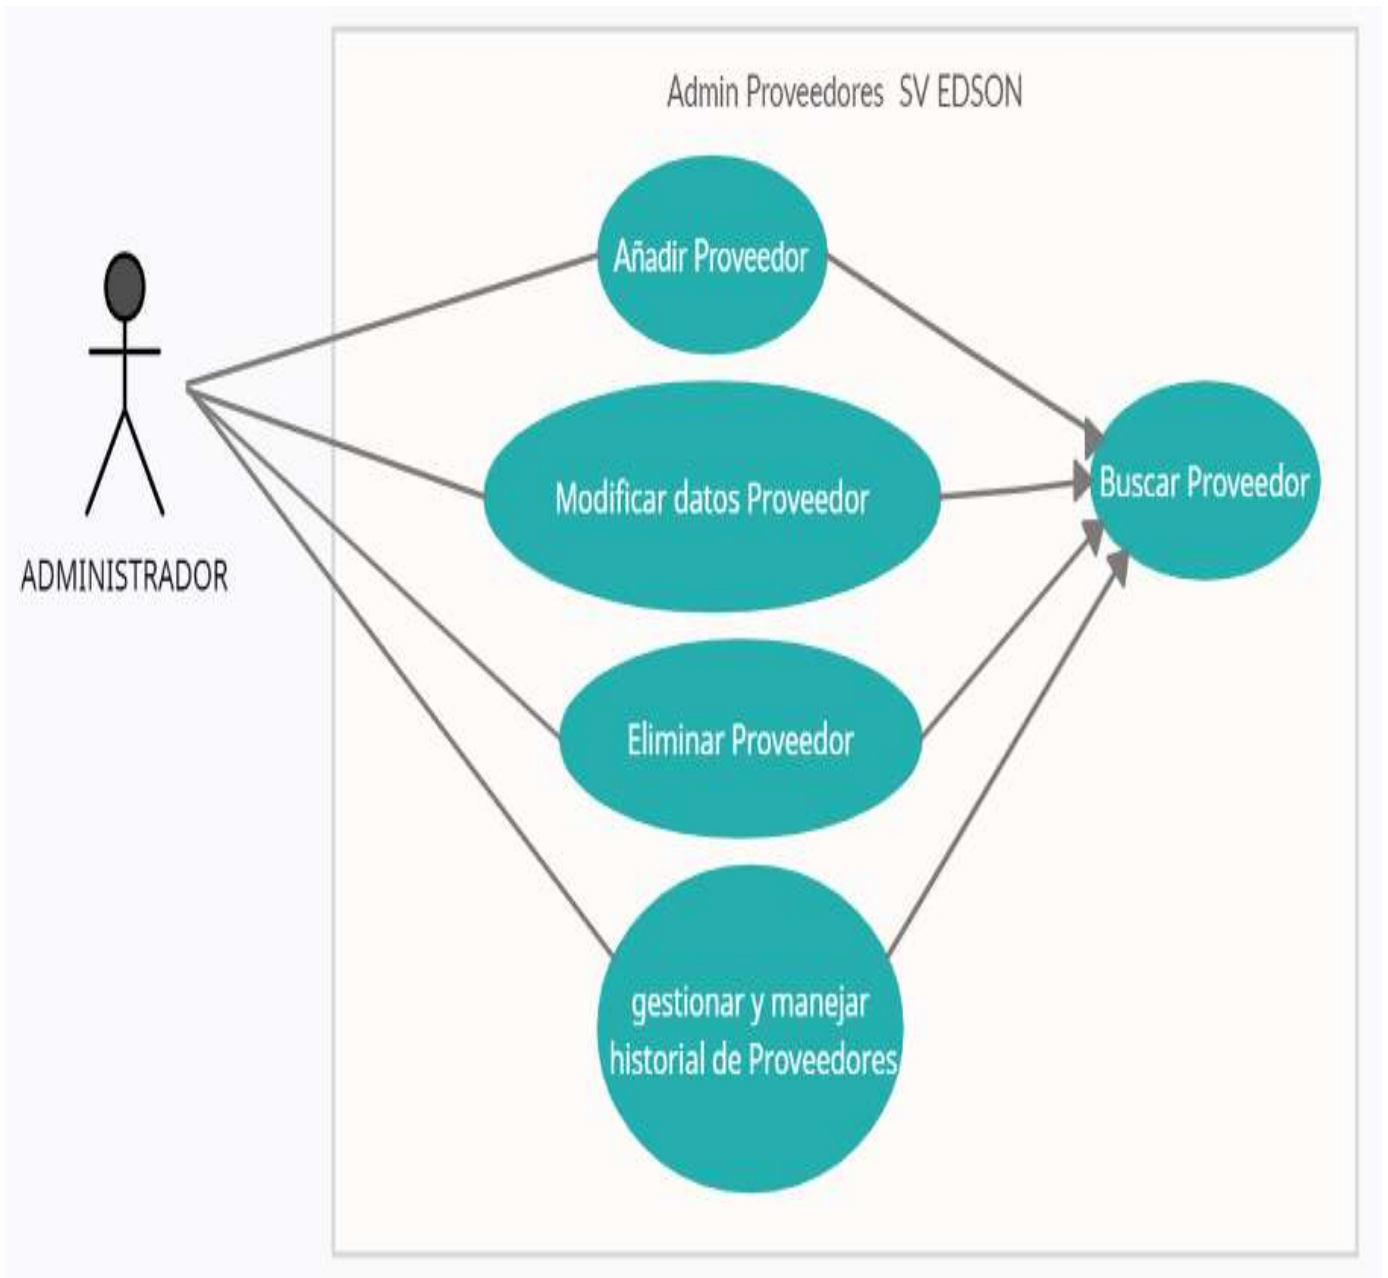 Admin Proveedores SV EDSON
Añadir Proveedor
Modificar datos Proveedor
Buscar Proveedor
ADMINISTRADOR
Eliminar Proveedor
gestionar y manejar
historial de Proveedores